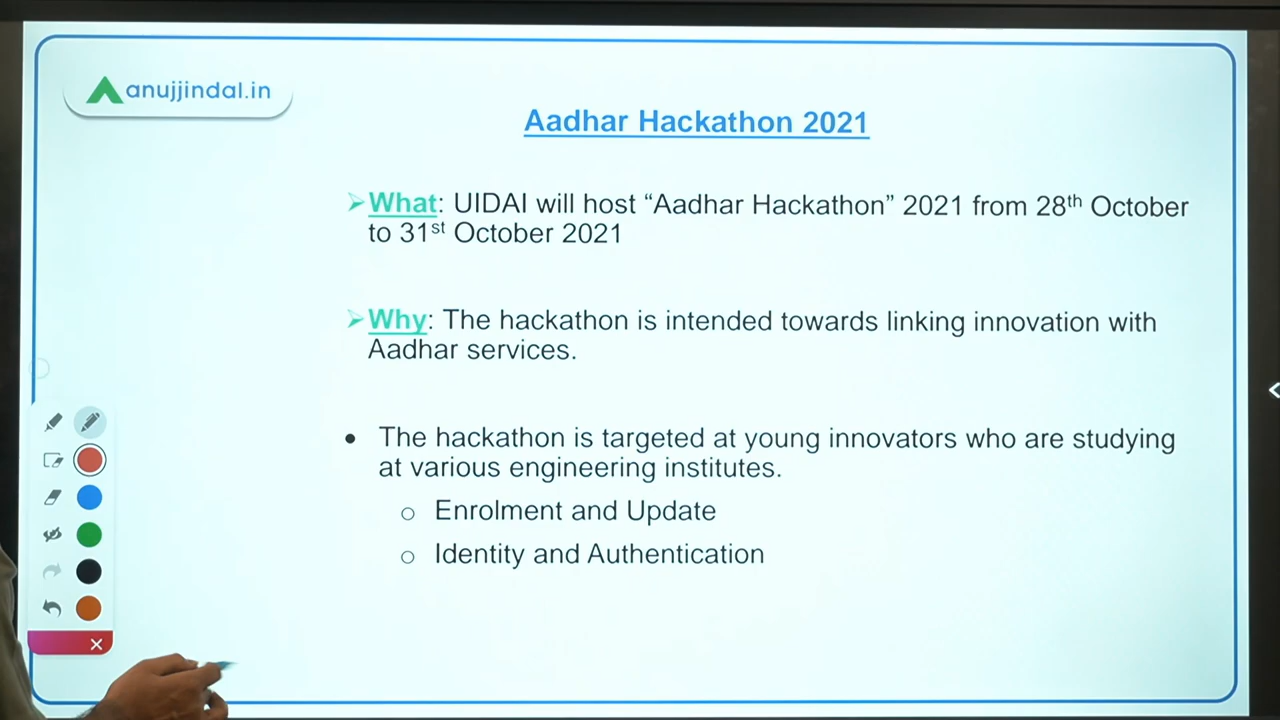 anujjindal.in
Aadhar Hackathon 2021
➢What: UIDAI will host “Aadhar Hackathon” 2021 from 28th October
to 31st October 2021
➢Why: The hackathon is intended towards linking innovation with
Aadhar services.
• The hackathon is targeted at young innovators who are studying
at various engineering institutes.
o Enrolment and Update
o Identity and Authentication